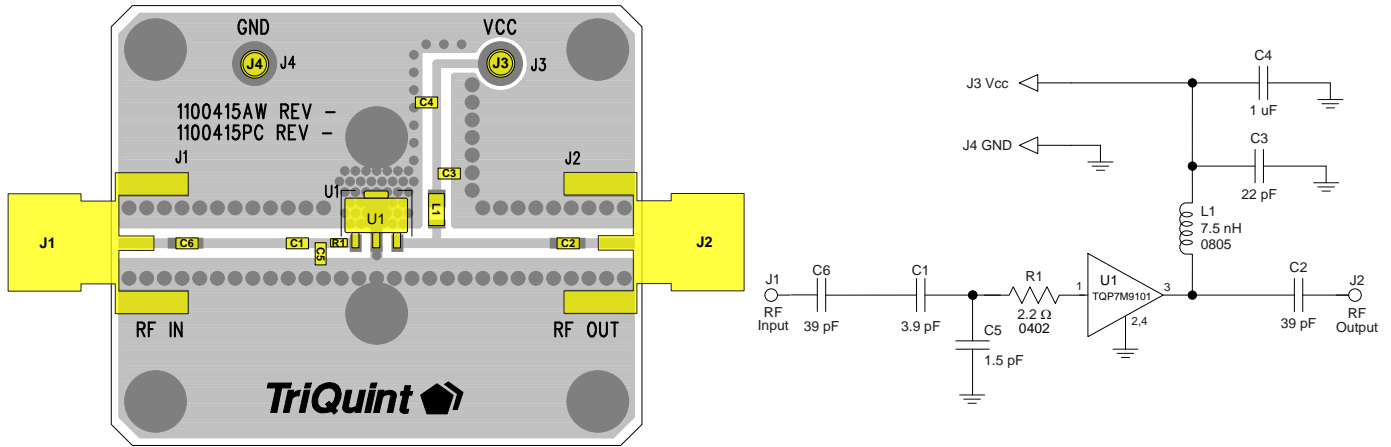 GND
VCC
J4
J4
J3
J3
1100415AW REV -
1100415PC REV -
C4
J1
J2
C3
U1
L1
U1
J1
C6
C1
R1
C5
C2
J2
RF IN
RF OUT
TriQuint
C4
J3 Vcc
1 uF
J4 GND
C3
22 pF
L1
7.5 nH
0805
J1
RF
Input
C6
39 pF
C1
3.9 pF
C5
1.5 pF
R1
2.2 Ω
0402
1
U1
TQP7M9101
3
2,4
C2
39 pF
J2
RF
Output